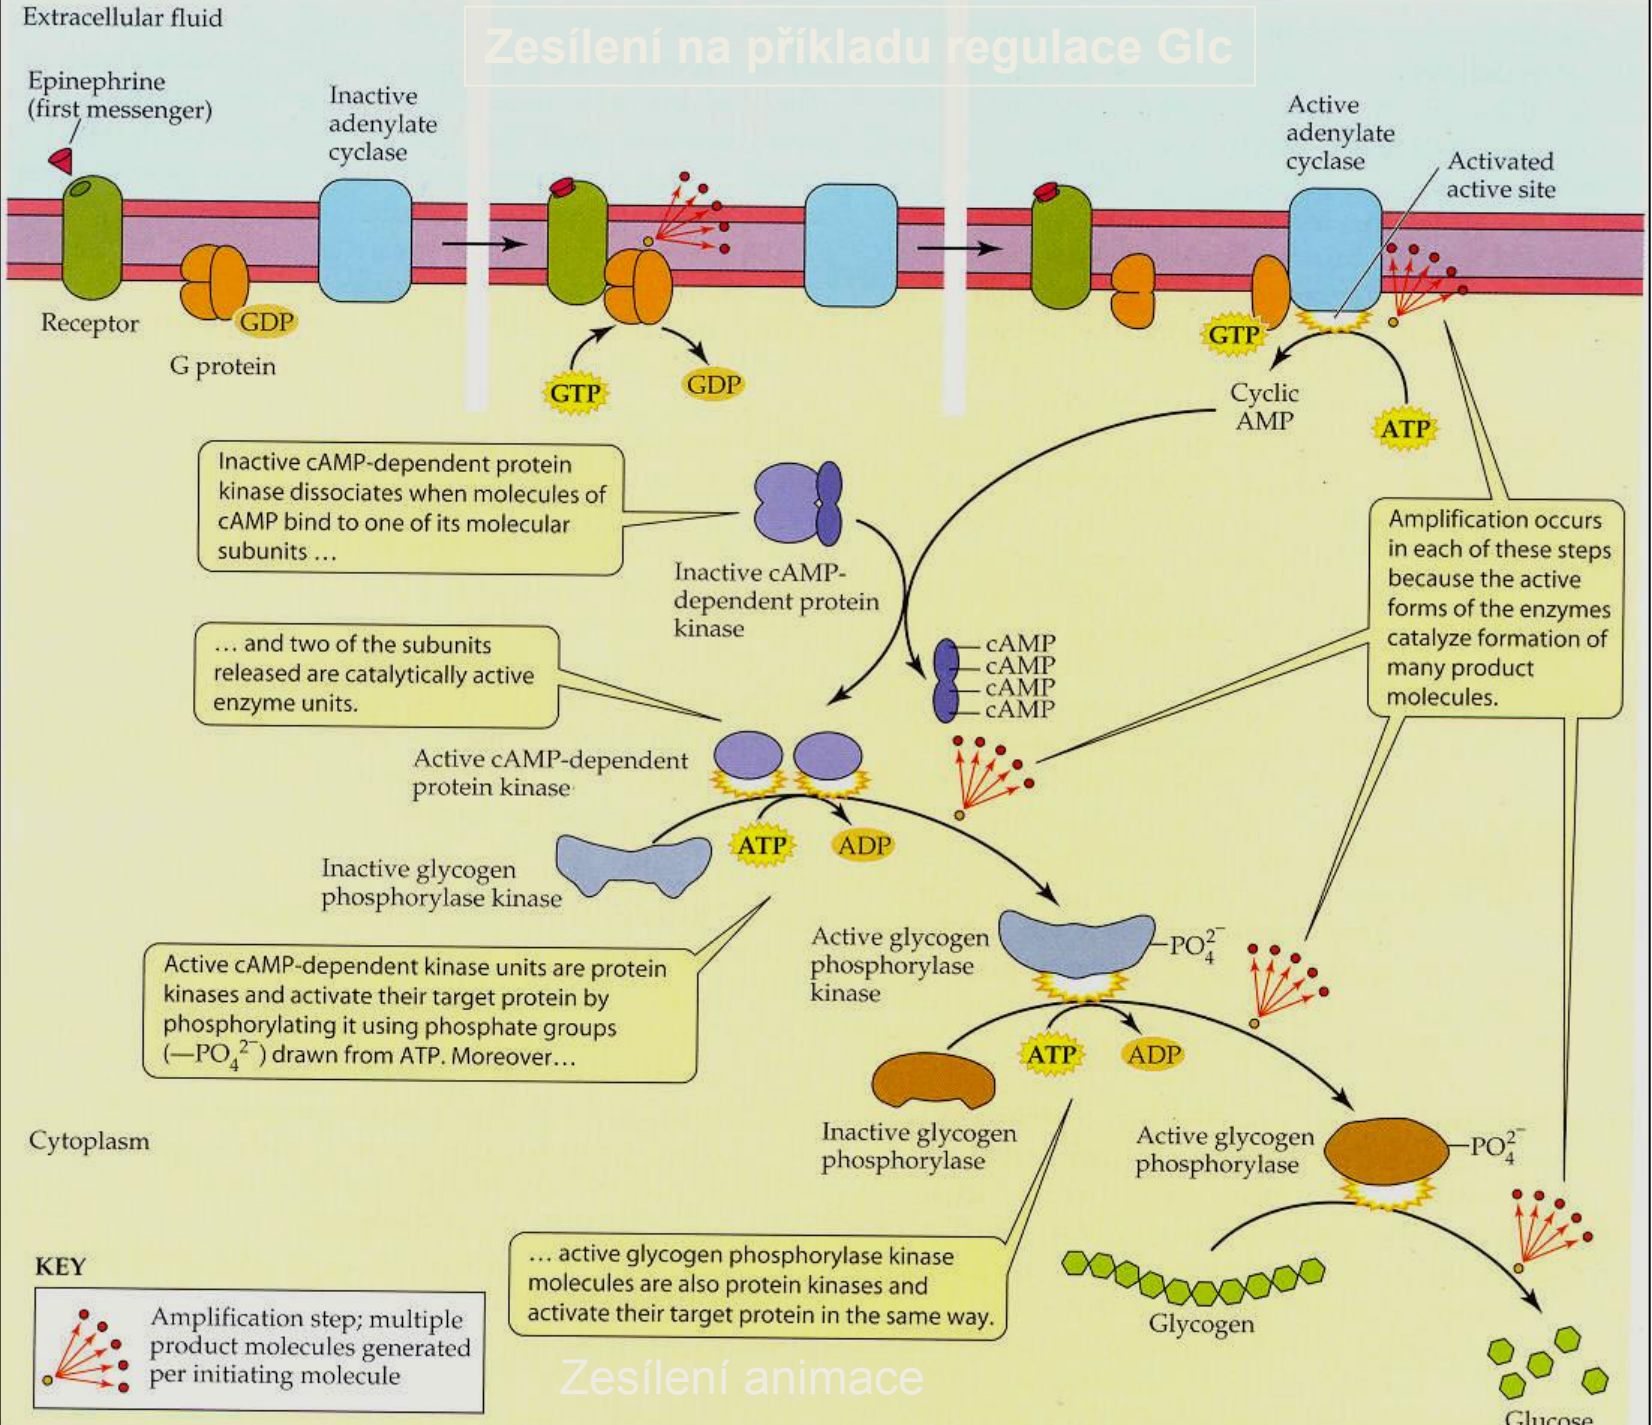 Extracellular fluid
Zesílení na příkladu regulace Glc
Epinephrine
(first messenger)
Inactive
adenylate
cyclase
Active
adenylate
cyclase
Activated
active site
Receptor
GDP
G protein
GTP
GDP
GTP
Cyclic
AMP
ATP
Inactive cAMP-dependent protein
kinase dissociates when molecules of
cAMP bind to one of its molecular
subunits …
Inactive cAMP-
dependent protein
kinase
Amplification occurs
in each of these steps
because the active
forms of the enzymes
catalyze formation of
many product
molecules.
… and two of the subunits
released are catalytically active
enzyme units.
cAMP
cAMP
cAMP
cAMP
Active cAMP-dependent
protein kinase
ATP
ADP
Inactive glycogen
phosphorylase kinase
Active glycogen
phosphorylase
kinase
–PO₄²⁻
Active cAMP-dependent kinase units are protein
kinases and activate their target protein by
phosphorylating it using phosphate groups
(—PO₄²⁻) drawn from ATP. Moreover…
ATP
ADP
Cytoplasm
Inactive glycogen
phosphorylase
Active glycogen
phosphorylase
–PO₄²⁻
… active glycogen phosphorylase kinase
molecules are also protein kinases and
activate their target protein in the same way.
Glycogen
KEY
Amplification step; multiple
product molecules generated
per initiating molecule
Zesílení animace
Glucose